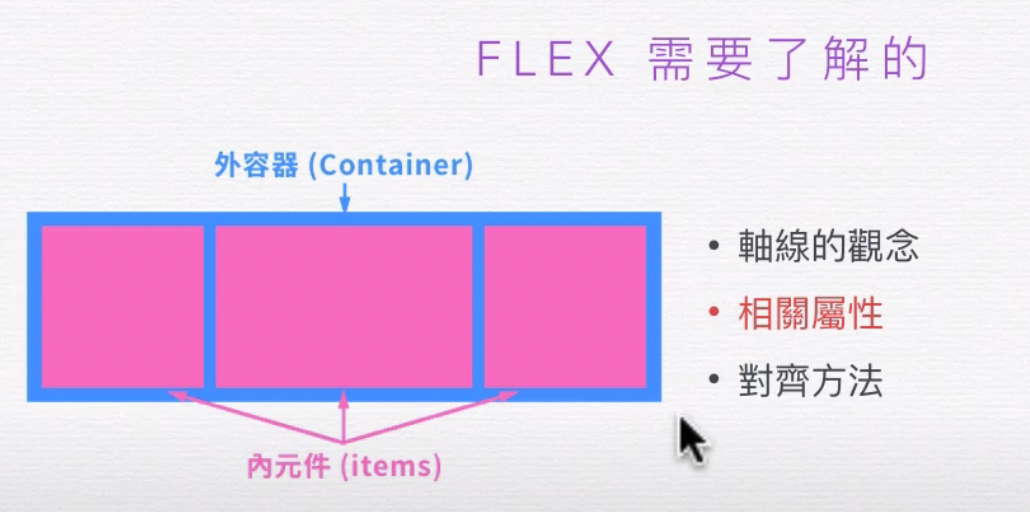 FLEX 需要了解的
外容器 (Container)
• 軸線的觀念
• 相關屬性
• 對齊方法
內元件 (items)